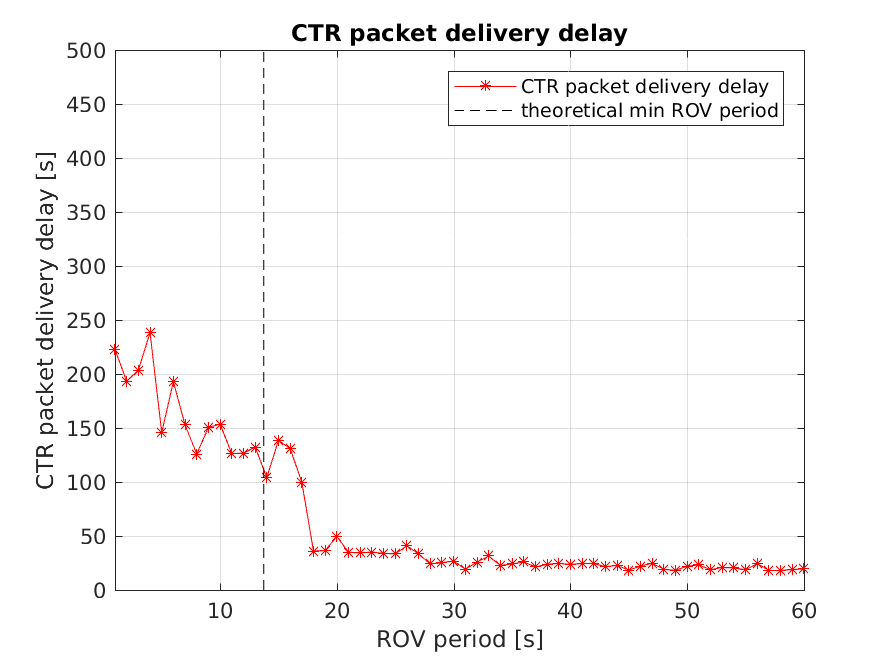 CTR packet delivery delay
500
450
400
350
300
250
200
150
100
50
0
CTR packet delivery delay [s]
CTR packet delivery delay
theoretical min ROV period
10 20 30 40 50 60
ROV period [s]